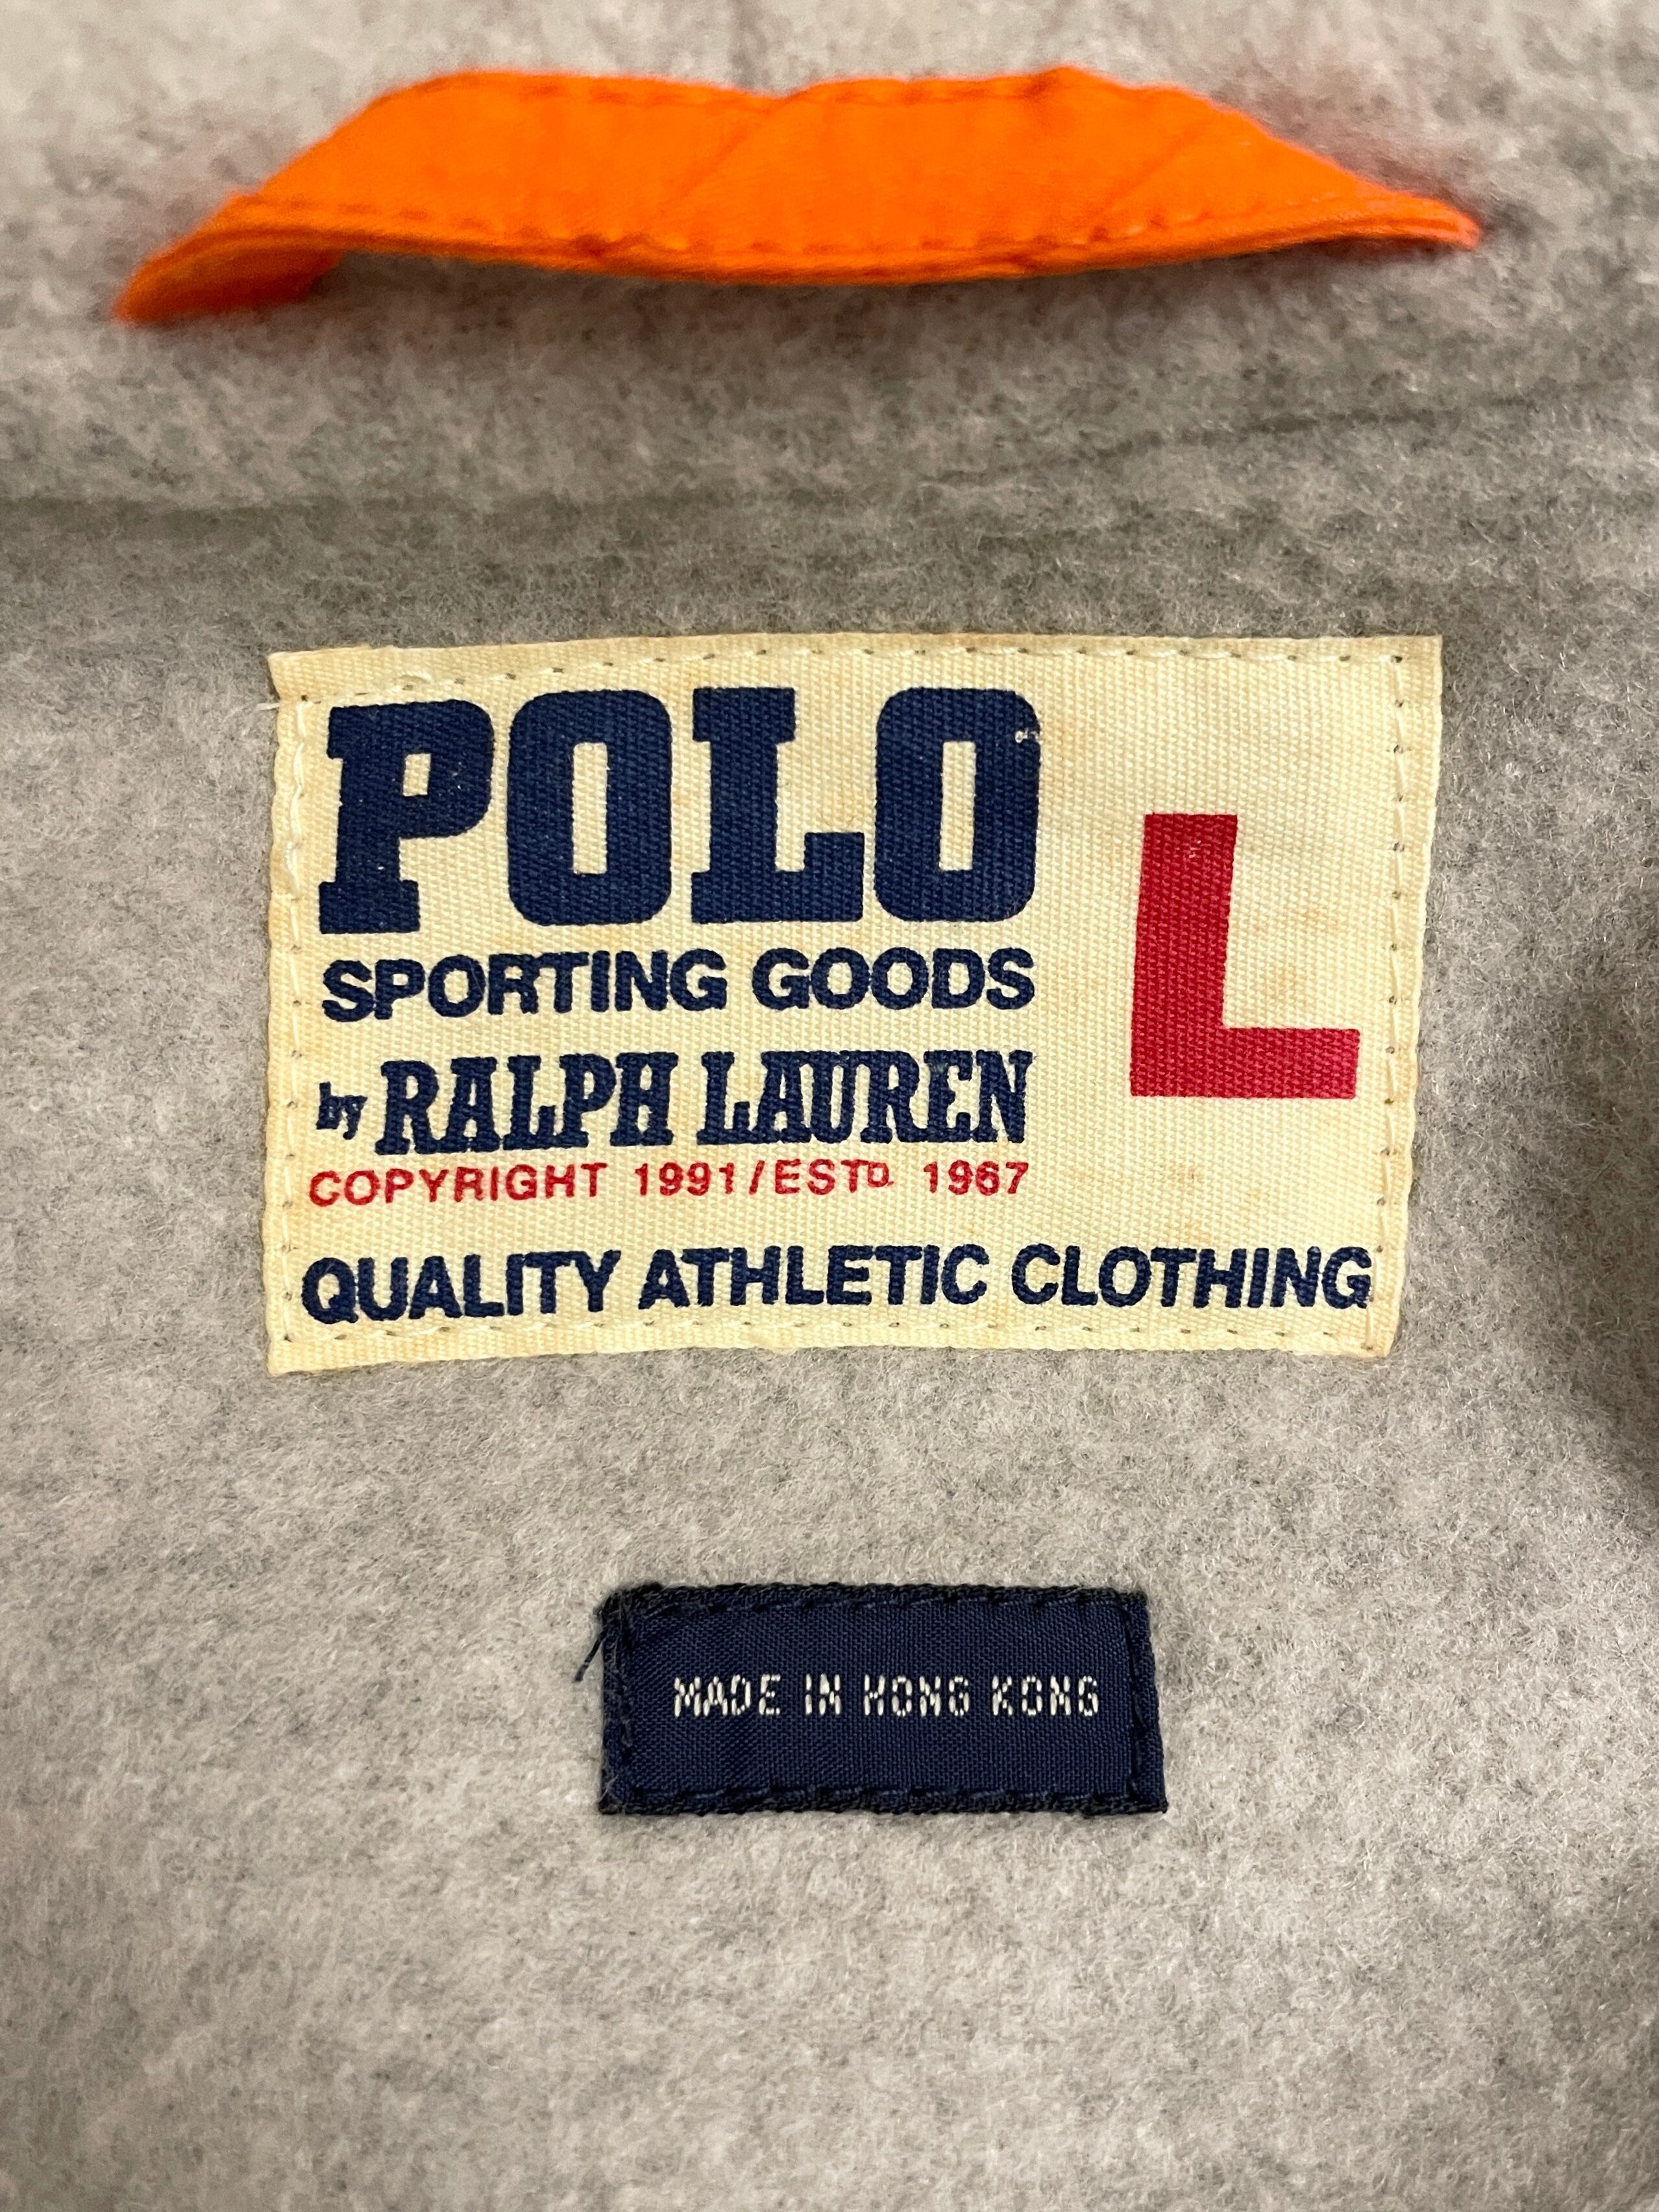 POLO L
SPORTING GOODS
by RALPH LAUREN
COPYRIGHT 1991/ESTD. 1967
QUALITY ATHLETIC CLOTHING
MADE IN HONG KONG